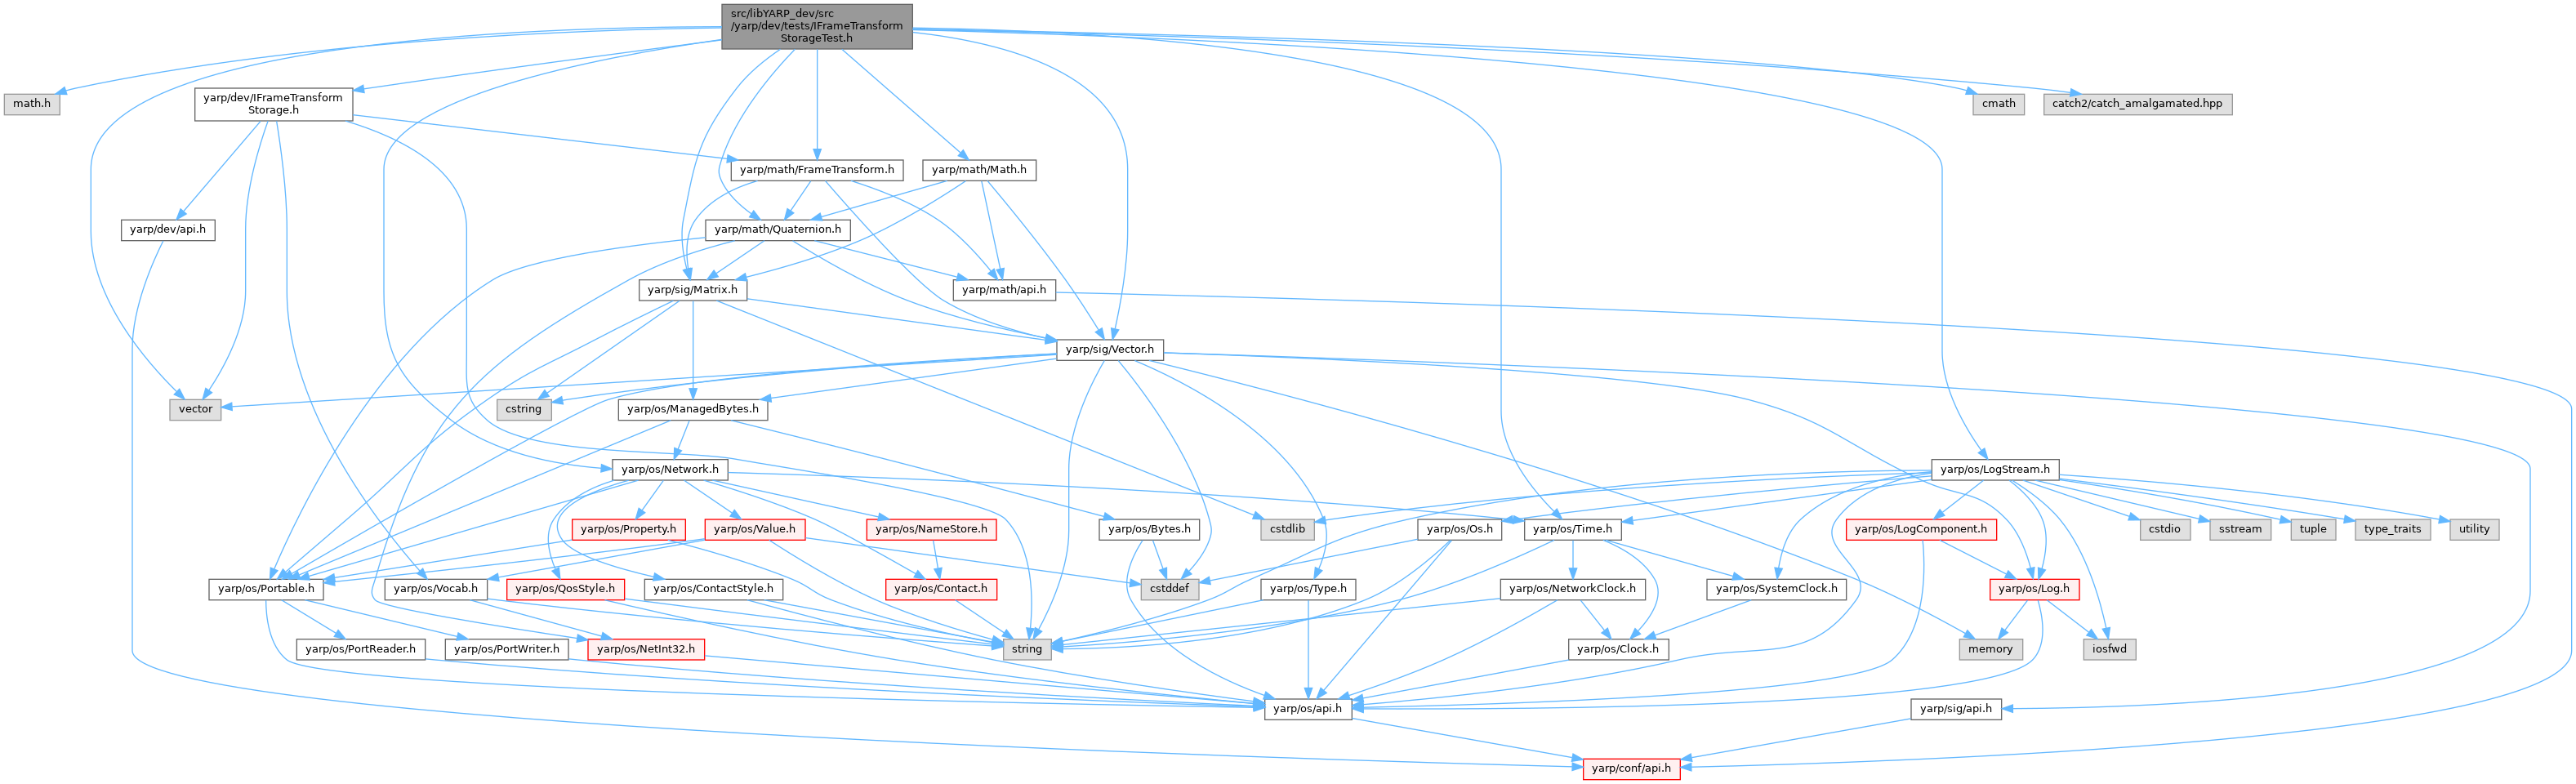 src/libYARP_dev/src
/yarp/dev/tests/IFrameTransform
StorageTest.h
math.h
yarp/dev/IFrameTransform
Storage.h
cmath
catch2/catch_amalgamated.hpp
yarp/math/FrameTransform.h
yarp/math/Math.h
yarp/dev/api.h
yarp/math/Quaternion.h
yarp/sig/Matrix.h
yarp/math/api.h
yarp/sig/Vector.h
vector
cstring
yarp/os/ManagedBytes.h
yarp/os/Network.h
yarp/os/LogStream.h
yarp/os/Property.h
yarp/os/Value.h
yarp/os/NameStore.h
yarp/os/Bytes.h
cstdlib
yarp/os/Os.h
yarp/os/Time.h
yarp/os/LogComponent.h
cstdio
sstream
tuple
type_traits
utility
yarp/os/Portable.h
yarp/os/Vocab.h
yarp/os/QosStyle.h
yarp/os/ContactStyle.h
yarp/os/Contact.h
cstddef
yarp/os/Type.h
yarp/os/NetworkClock.h
yarp/os/SystemClock.h
yarp/os/Log.h
yarp/os/PortReader.h
yarp/os/PortWriter.h
yarp/os/NetInt32.h
string
yarp/os/Clock.h
memory
iosfwd
yarp/os/api.h
yarp/sig/api.h
yarp/conf/api.h